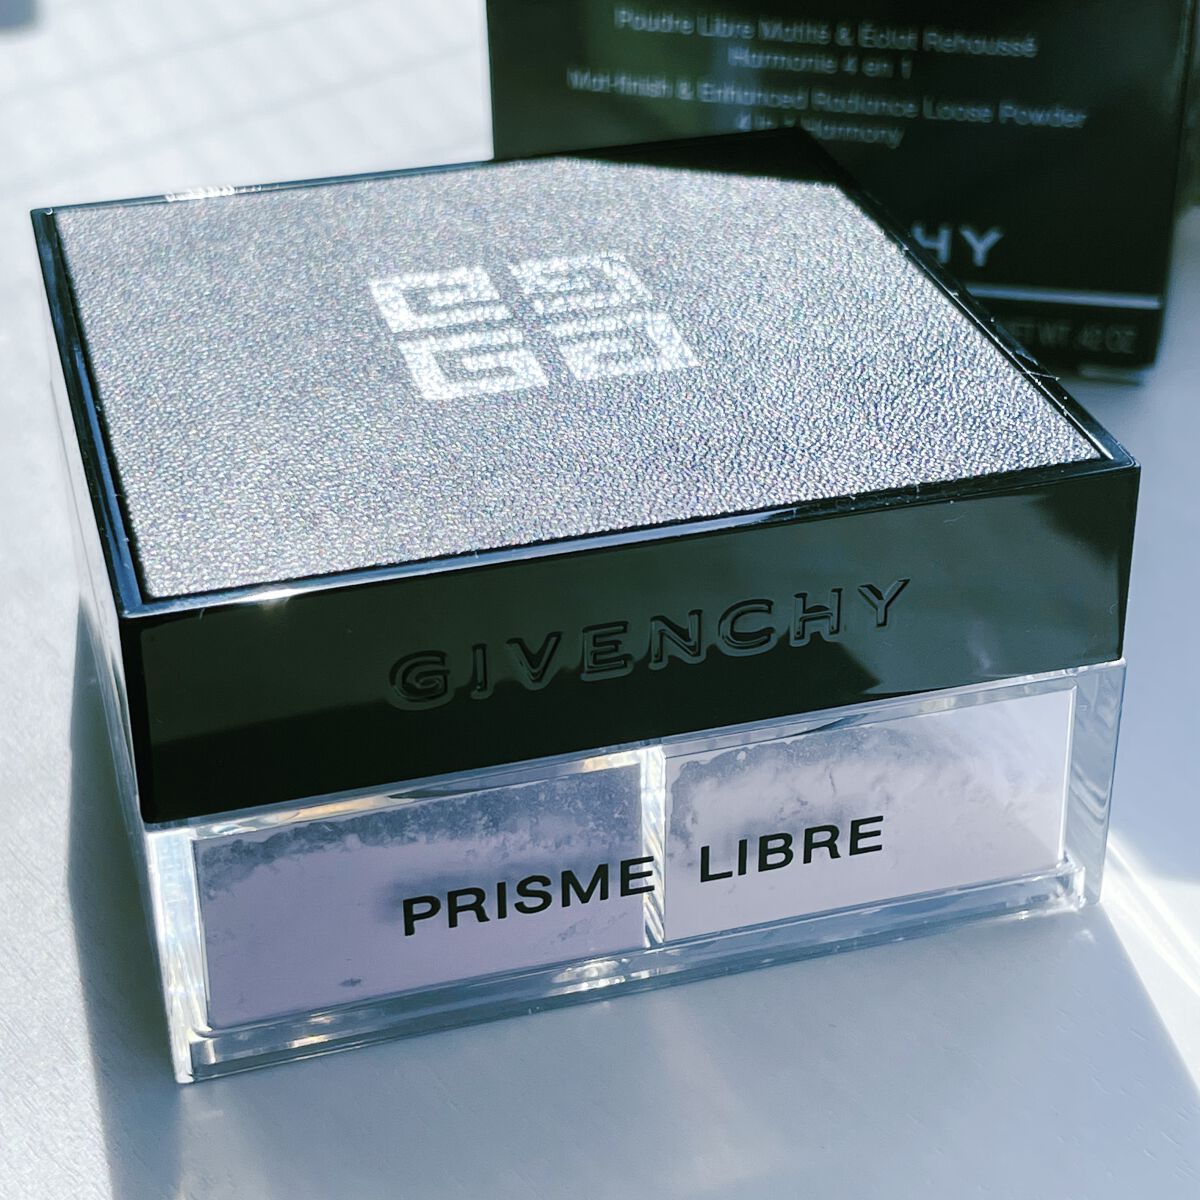 Poudre Libre Matité & Éclat Rehaussé
Harmonie 4 en 1
Mat-finish & Enhanced Radiance Loose Powder
4 in 1 Harmony
CHY
NET WT. .42 OZ
GIVENCHY
PRISME LIBRE